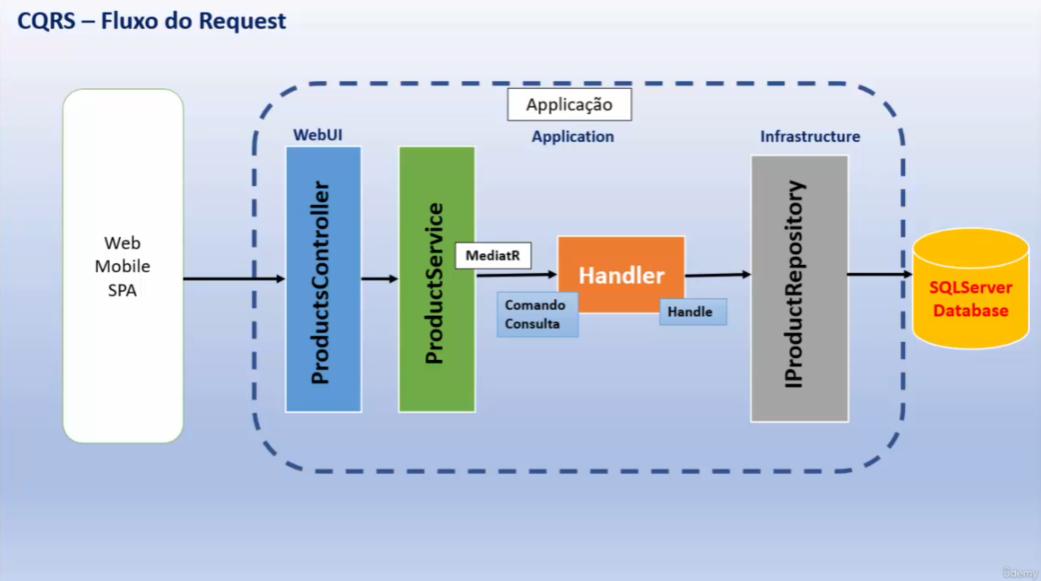 CQRS – Fluxo do Request
Applicação
WebUI
Application
Infrastructure
Web
Mobile
SPA
ProductsController
ProductService
MediatR
Handler
Comando
Consulta
Handle
IProductRepository
SQLServer
Database
Udemy